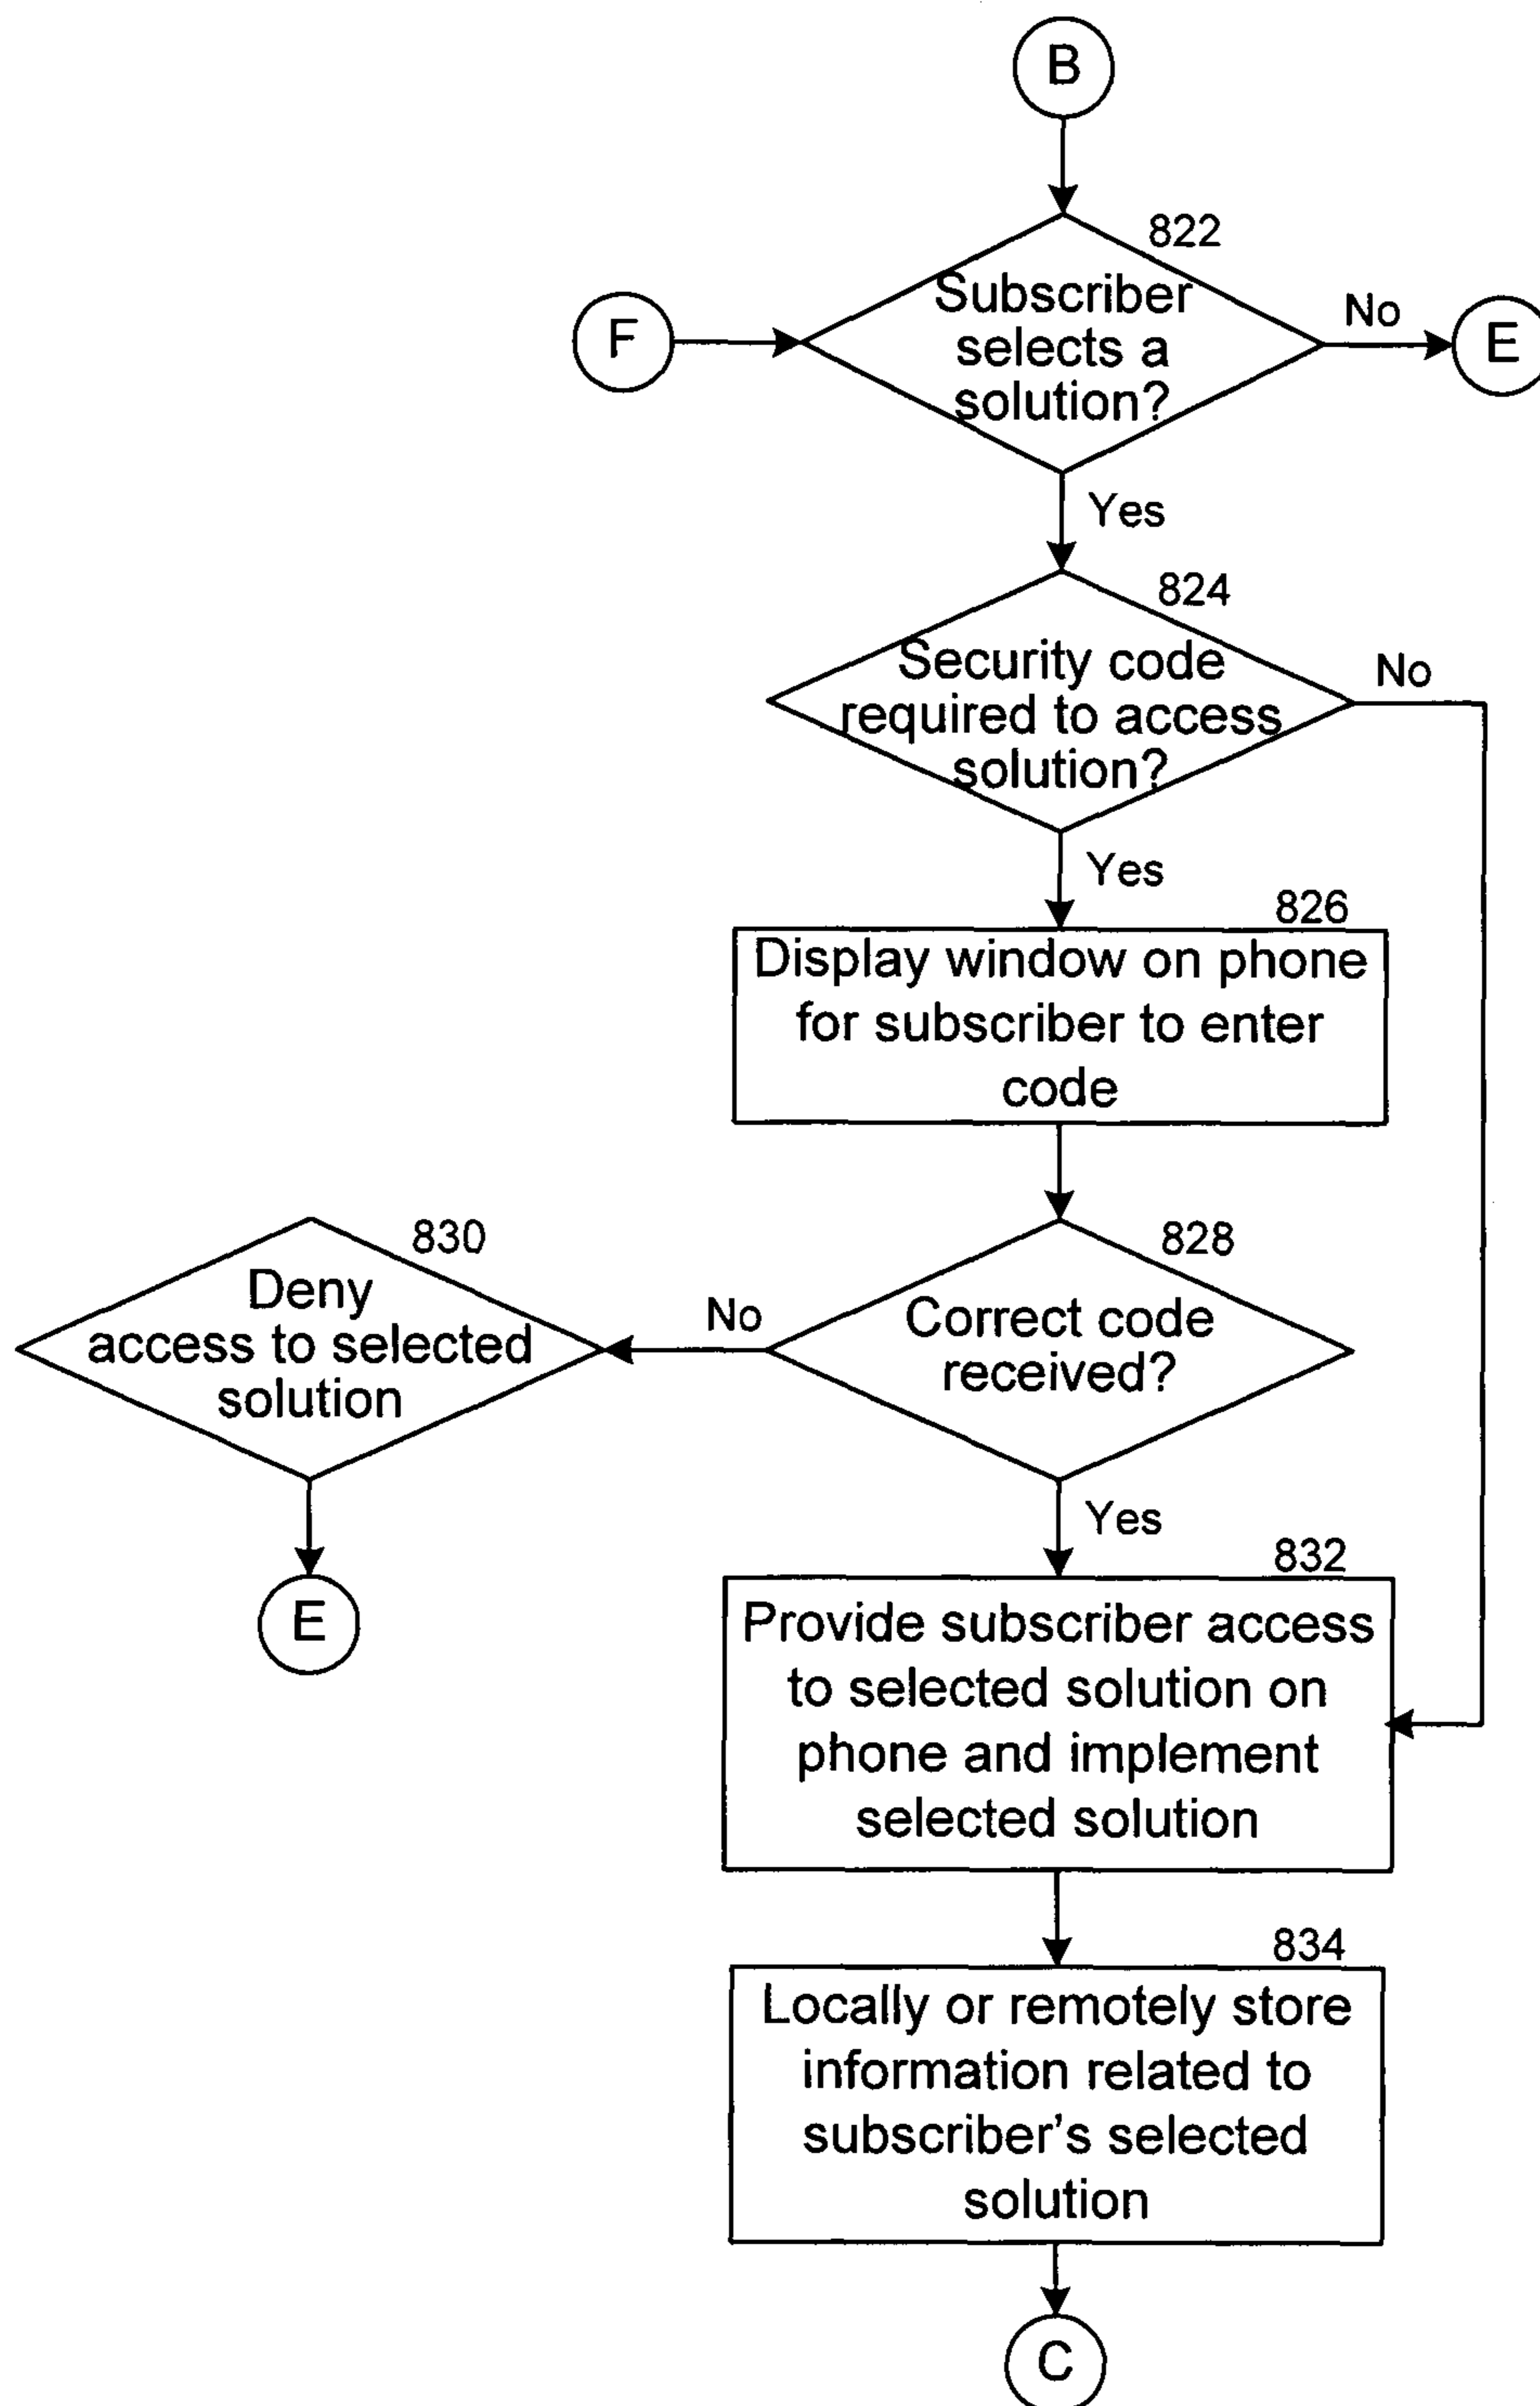 B
822
Subscriber
selects a
solution?
F
No
E
Yes
824
Security code
required to access
solution?
No
Yes
826
Display window on phone
for subscriber to enter
code
830
Deny
access to selected
solution
No
828
Correct code
received?
Yes
E
832
Provide subscriber access
to selected solution on
phone and implement
selected solution
834
Locally or remotely store
information related to
subscriber's selected
solution
C